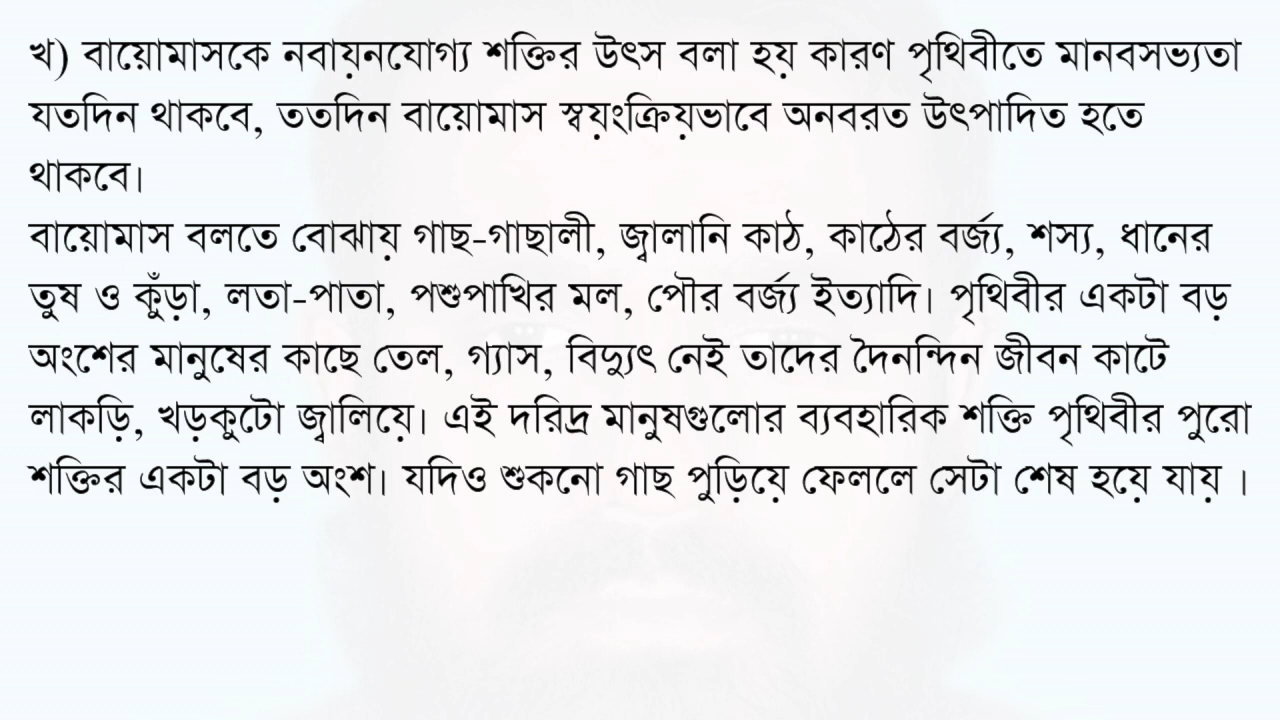 খ) বায়োমাসকে নবায়নযোগ্য শক্তির উৎস বলা হয় কারণ পৃথিবীতে মানবসভ্যতা
যতদিন থাকবে, ততদিন বায়োমাস স্বয়ংক্রিয়ভাবে অনবরত উৎপাদিত হতে
থাকবে।
বায়োমাস বলতে বোঝায় গাছ-গাছালী, জ্বালানি কাঠ, কাঠের বর্জ্য, শস্য, ধানের
তুষ ও কুঁড়া, লতা-পাতা, পশুপাখির মল, পৌর বর্জ্য ইত্যাদি। পৃথিবীর একটা বড়
অংশের মানুষের কাছে তেল, গ্যাস, বিদ্যুৎ নেই তাদের দৈনন্দিন জীবন কাটে
লাকড়ি, খড়কুটো জ্বালিয়ে। এই দরিদ্র মানুষগুলোর ব্যবহারিক শক্তি পৃথিবীর পুরো
শক্তির একটা বড় অংশ। যদিও শুকনো গাছ পুড়িয়ে ফেললে সেটা শেষ হয়ে যায় ।